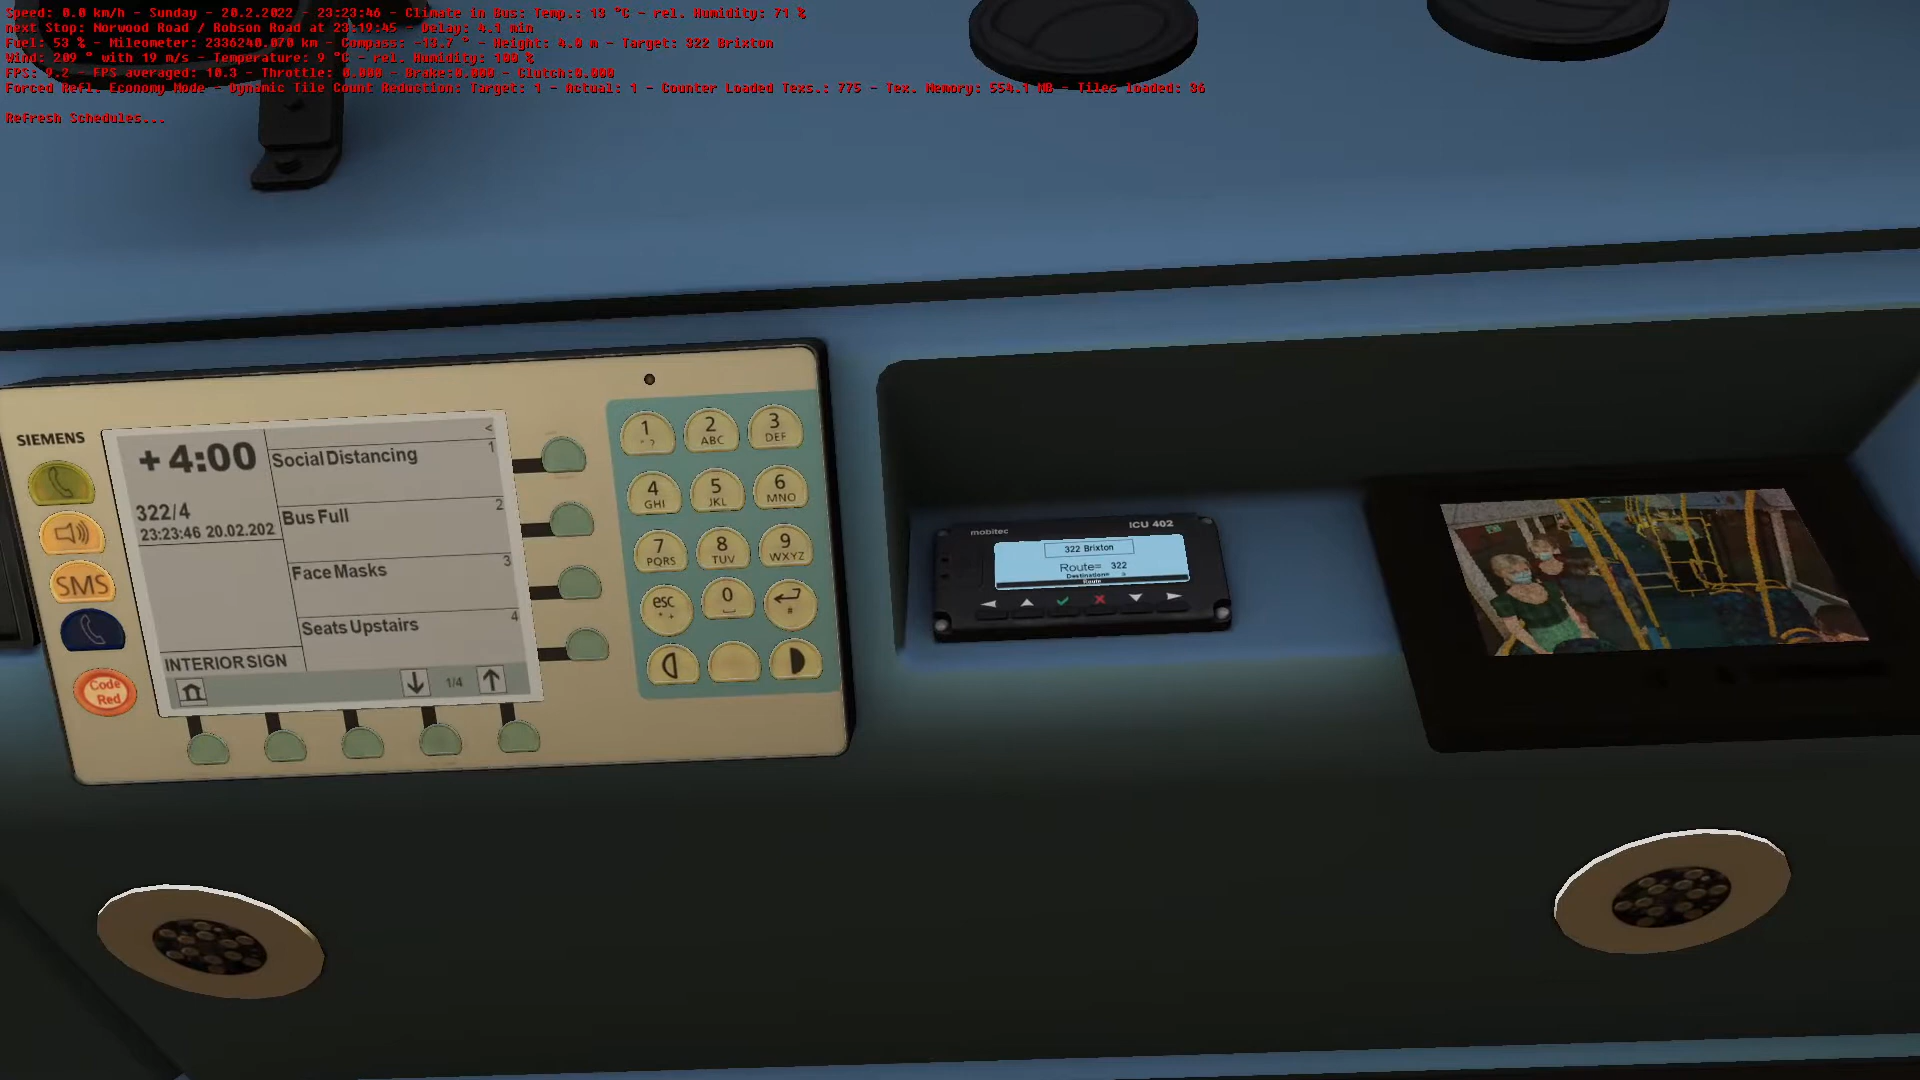 Speed: 0.0 km/h - Sunday - 20.2.2022 - 23:23:46 - Climate in Bus: Temp.: 13 °C - rel. Humidity: 71 %
next Stop: Norwood Road / Robson Road at 23:19:45 - Delay: 4.1 min
Fuel: 53 % - Mileometer: 2336240.070 km - Compass: -13.7 ° - Height: 4.0 m - Target: 322 Brixton
Wind: 209 ° with 19 m/s - Temperature: 9 °C - rel. Humidity: 100 %
FPS: 9.2 - FPS averaged: 10.3 - Throttle: 0.000 - Brake:0.000 - Clutch:0.000
Forced Refl. Economy Mode - Dynamic Tile Count Reduction: Target: 1 - Actual: 1 - Counter Loaded Texs.: 775 - Tex. Memory: 554.1 MB - Tiles loaded: 36
Refresh Schedules...
SIEMENS
SMS
Code
Red
+4:00
322/4
23:23:46 20.02.202
INTERIOR SIGN
<
Social Distancing 1
Bus Full 2
Face Masks 3
Seats Upstairs 4
1/4
1
2 ABC
3 DEF
4 GHI
5 JKL
6 MNO
7 PQRS
8 TUV
9 WXYZ
esc
0
#
mobitec
ICU 402
322 Brixton
Route= 322
Destination=
Route